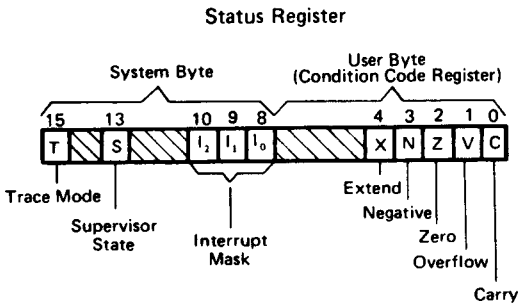 Status Register
System Byte
User Byte
(Condition Code Register)
15 13 10 9 8 4 3 2 1 0
T S I2 I1 I0 X N Z V C
Trace Mode
Supervisor
State
Interrupt
Mask
Extend
Negative
Zero
Overflow
Carry